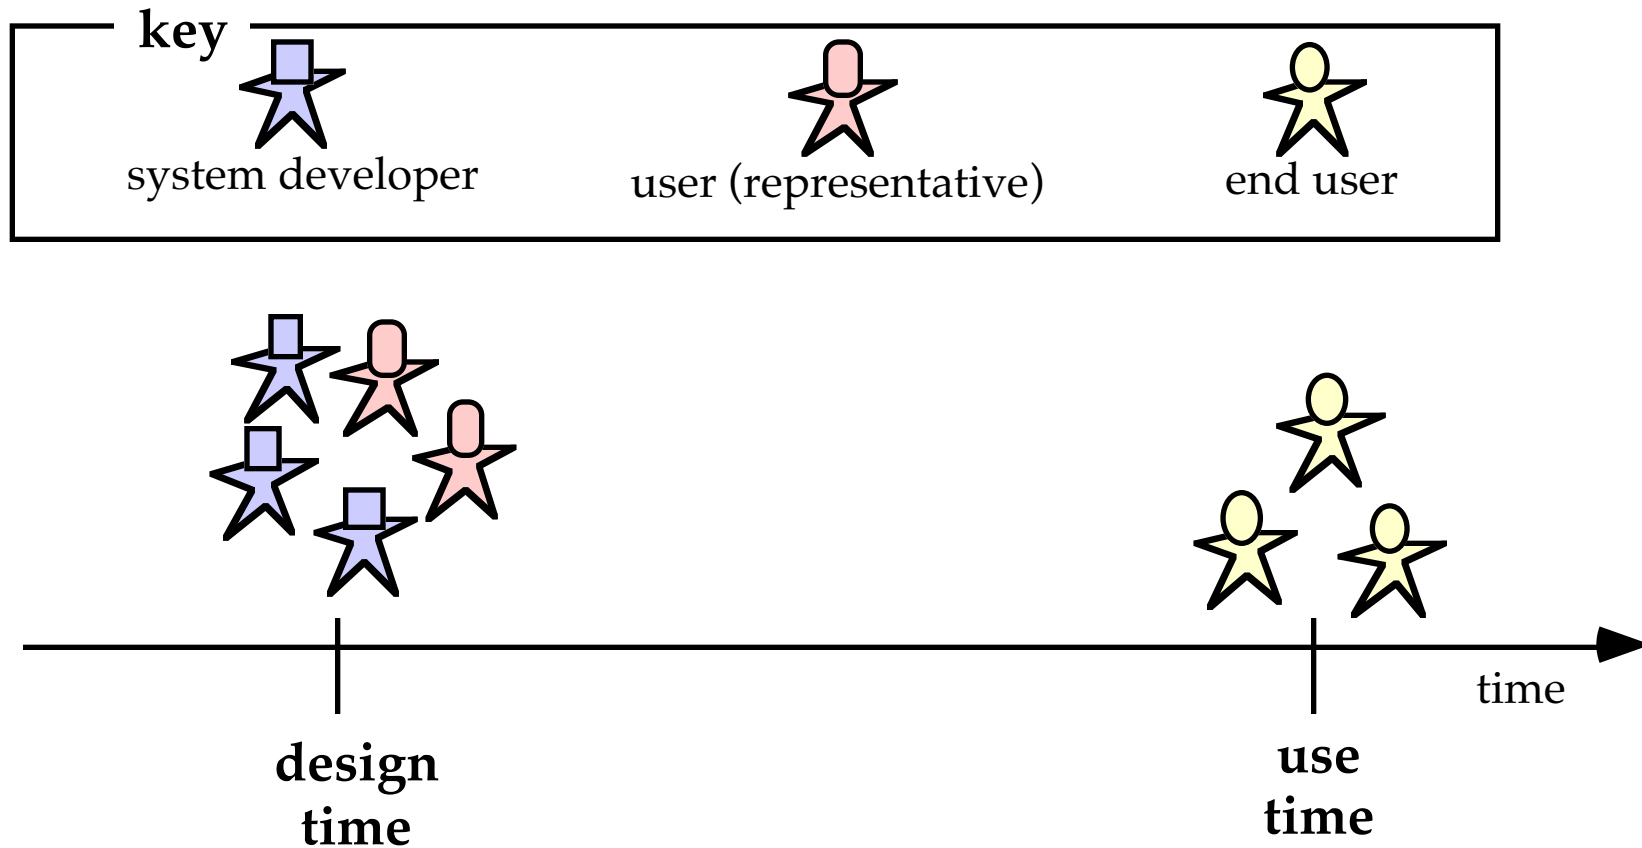 key
system developer
user (representative)
end user
time
design
time
use
time